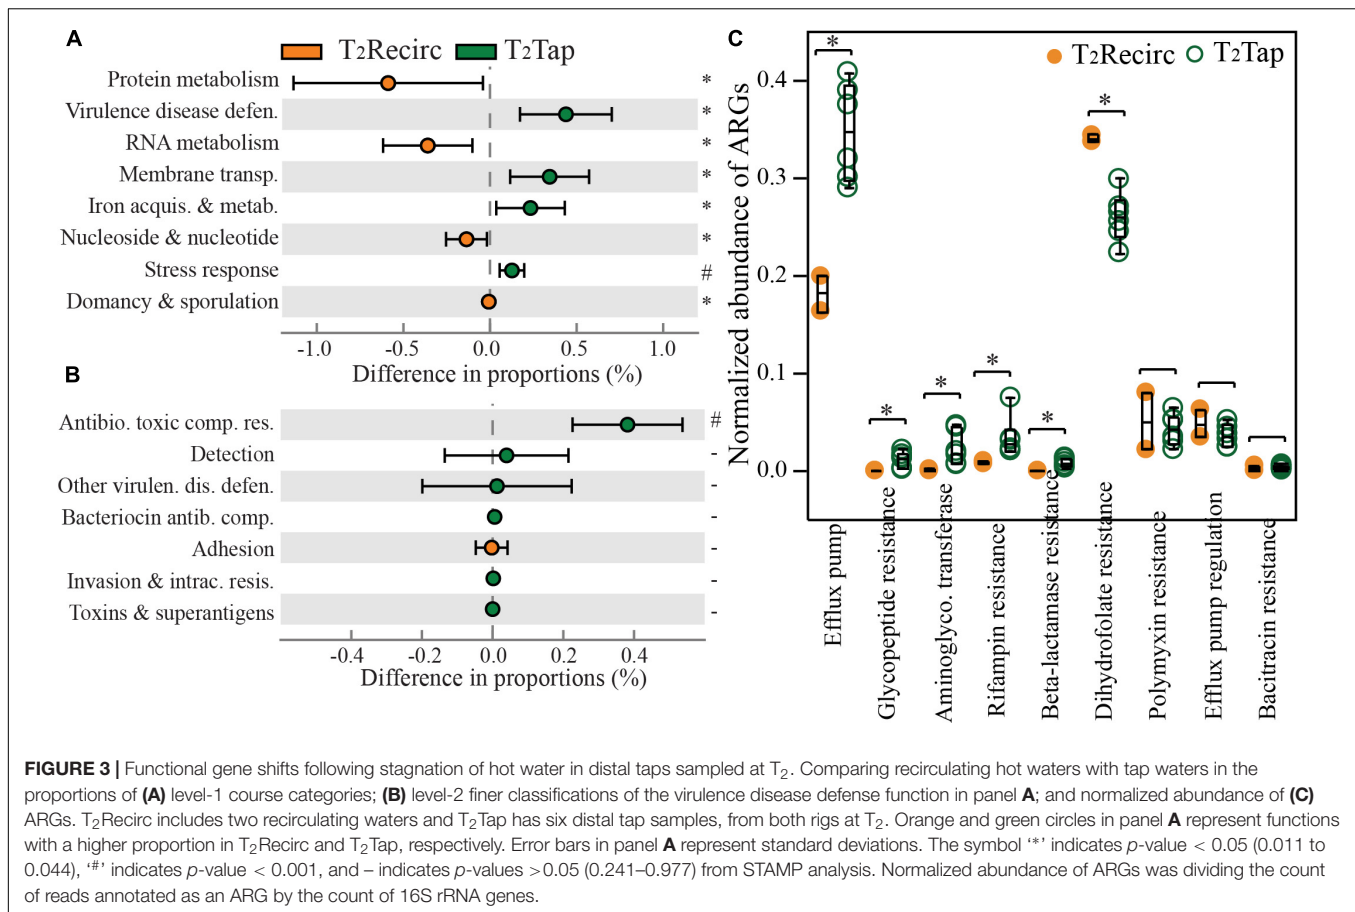 A
T2Recirc T2Tap
Protein metabolism *
Virulence disease defen. *
RNA metabolism *
Membrane transp. *
Iron acquis. & metab. *
Nucleoside & nucleotide *
Stress response #
Domancy & sporulation *
-1.0 -0.5 0.0 0.5 1.0
Difference in proportions (%)
B
Antibio. toxic comp. res. #
Detection -
Other virulen. dis. defen. -
Bacteriocin antib. comp. -
Adhesion -
Invasion & intrac. resis. -
Toxins & superantigens -
-0.4 -0.2 0.0 0.2 0.4
Difference in proportions (%)
C
T2Recirc T2Tap
Normalized abundance of ARGs
0.4
0.3
0.2
0.1
0.0
* * * * * *
Efflux pump
Glycopeptide resistance
Aminoglyco. transferase
Rifampin resistance
Beta-lactamase resistance
Dihydrofolate resistance
Polymyxin resistance
Efflux pump regulation
Bacitracin resistance
FIGURE 3 | Functional gene shifts following stagnation of hot water in distal taps sampled at T2. Comparing recirculating hot waters with tap waters in the
proportions of (A) level-1 course categories; (B) level-2 finer classifications of the virulence disease defense function in panel A; and normalized abundance of (C)
ARGs. T2Recirc includes two recirculating waters and T2Tap has six distal tap samples, from both rigs at T2. Orange and green circles in panel A represent functions
with a higher proportion in T2Recirc and T2Tap, respectively. Error bars in panel A represent standard deviations. The symbol ‘*’ indicates p-value < 0.05 (0.011 to
0.044), ‘#’ indicates p-value < 0.001, and – indicates p-values >0.05 (0.241–0.977) from STAMP analysis. Normalized abundance of ARGs was dividing the count
of reads annotated as an ARG by the count of 16S rRNA genes.